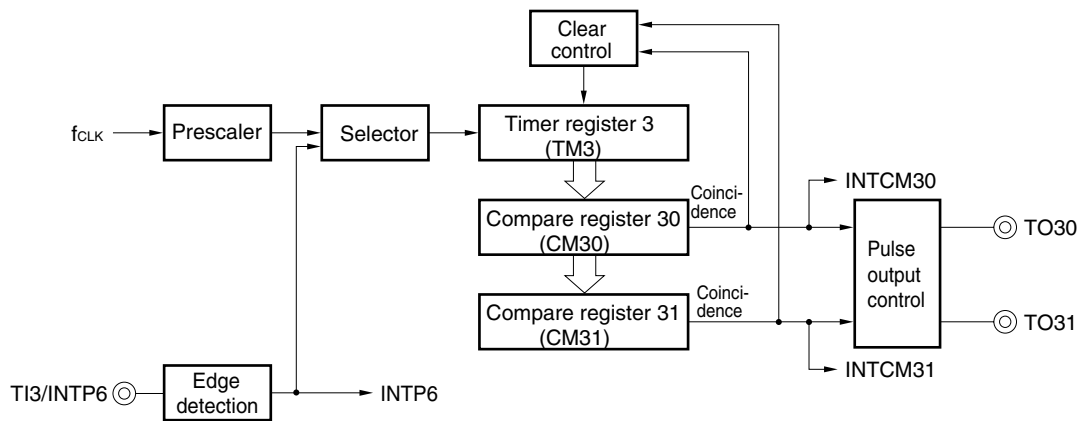 Clear
control
fCLK
Prescaler
Selector
Timer register 3
(TM3)
Coinci-
dence
INTCM30
Compare register 30
(CM30)
TO30
Pulse
output
control
Coinci-
dence
Compare register 31
(CM31)
TO31
INTCM31
TI3/INTP6
Edge
detection
INTP6